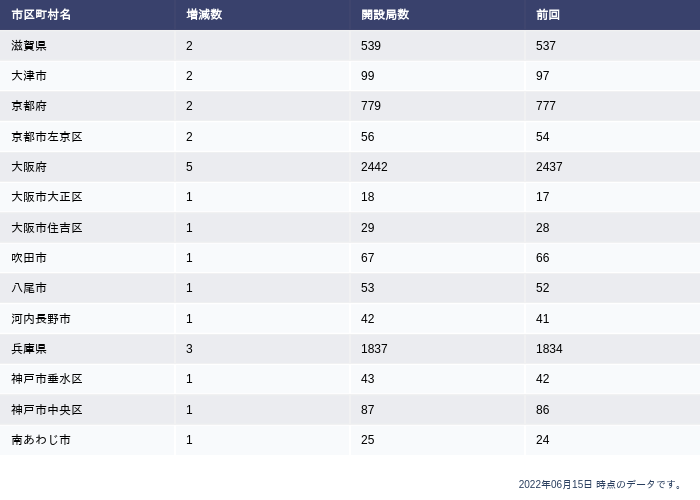 市区町村名 増減数 開設局数 前回
滋賀県 2 539 537
大津市 2 99 97
京都府 2 779 777
京都市左京区 2 56 54
大阪府 5 2442 2437
大阪市大正区 1 18 17
大阪市住吉区 1 29 28
吹田市 1 67 66
八尾市 1 53 52
河内長野市 1 42 41
兵庫県 3 1837 1834
神戸市垂水区 1 43 42
神戸市中央区 1 87 86
南あわじ市 1 25 24
2022年06月15日 時点のデータです。